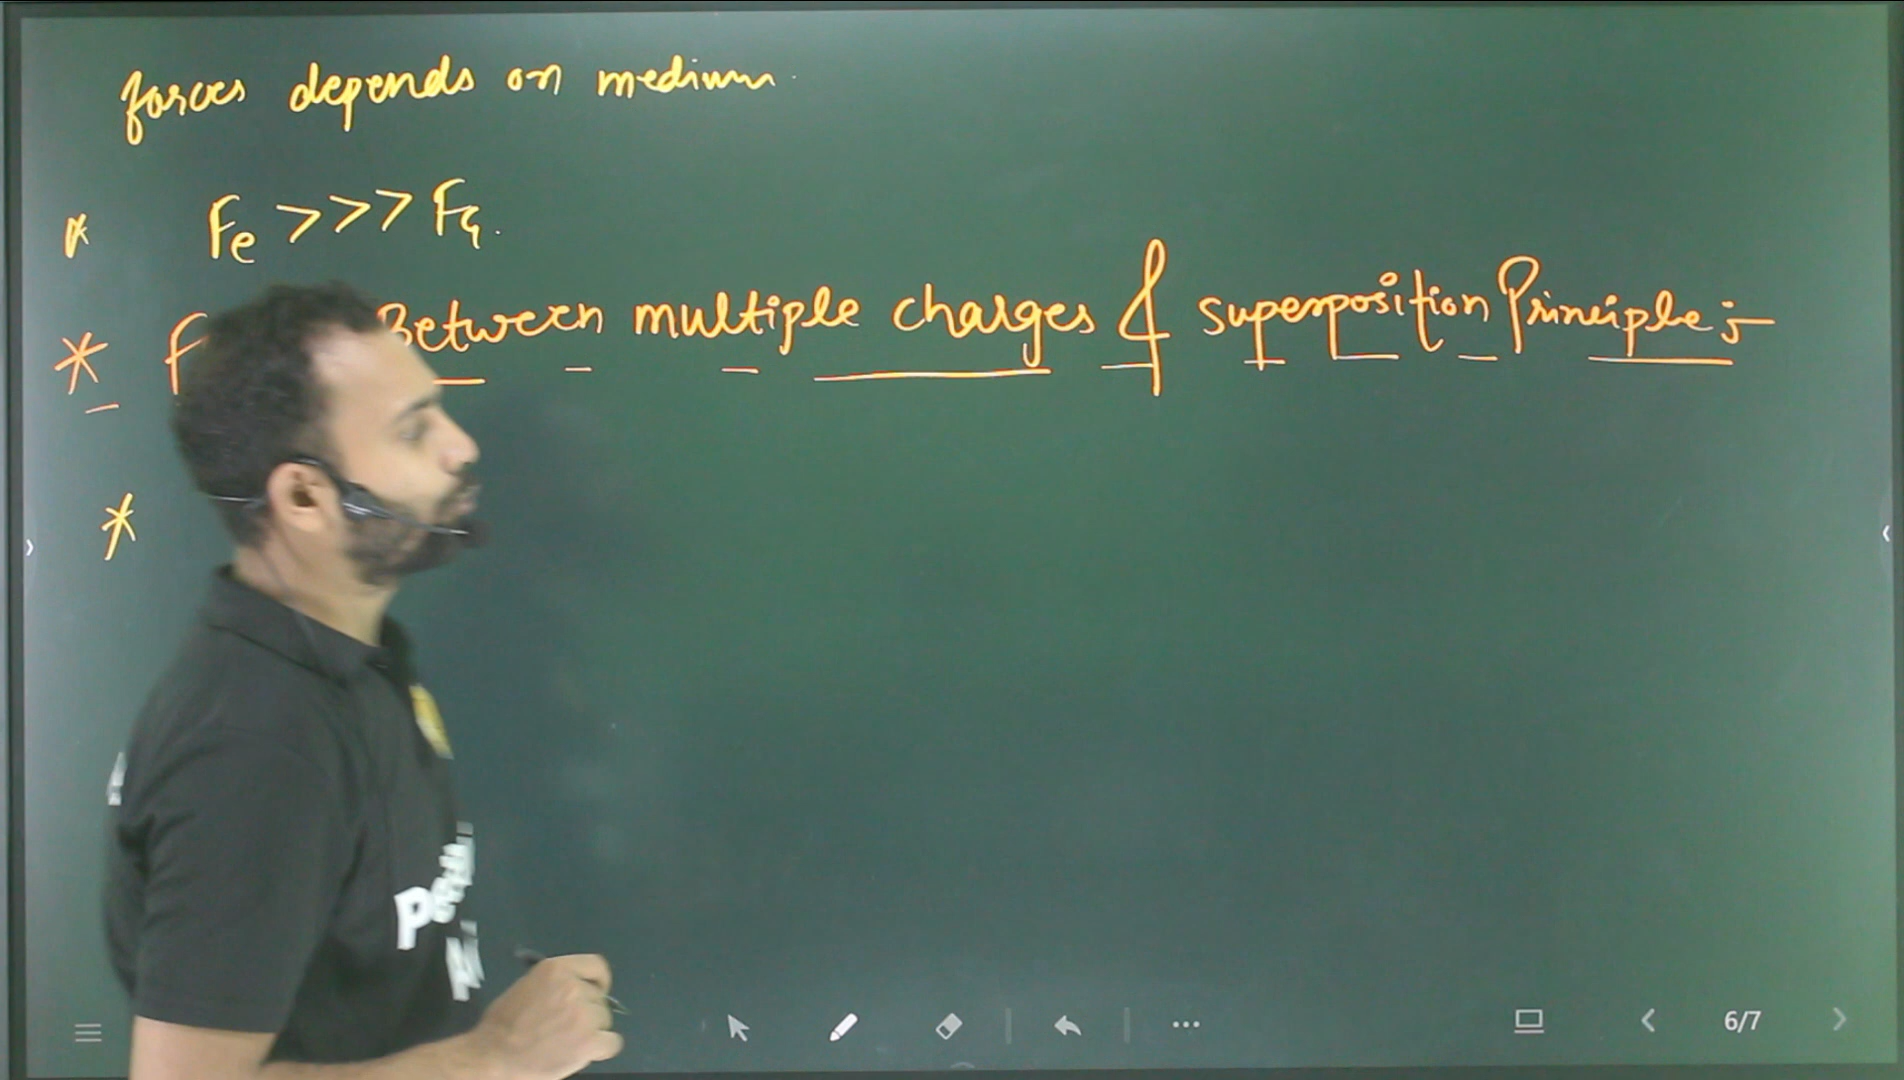 forces depends on medium.
* Fe >>> FG.
* F Between multiple charges & superposition Principle :-
*
6/7